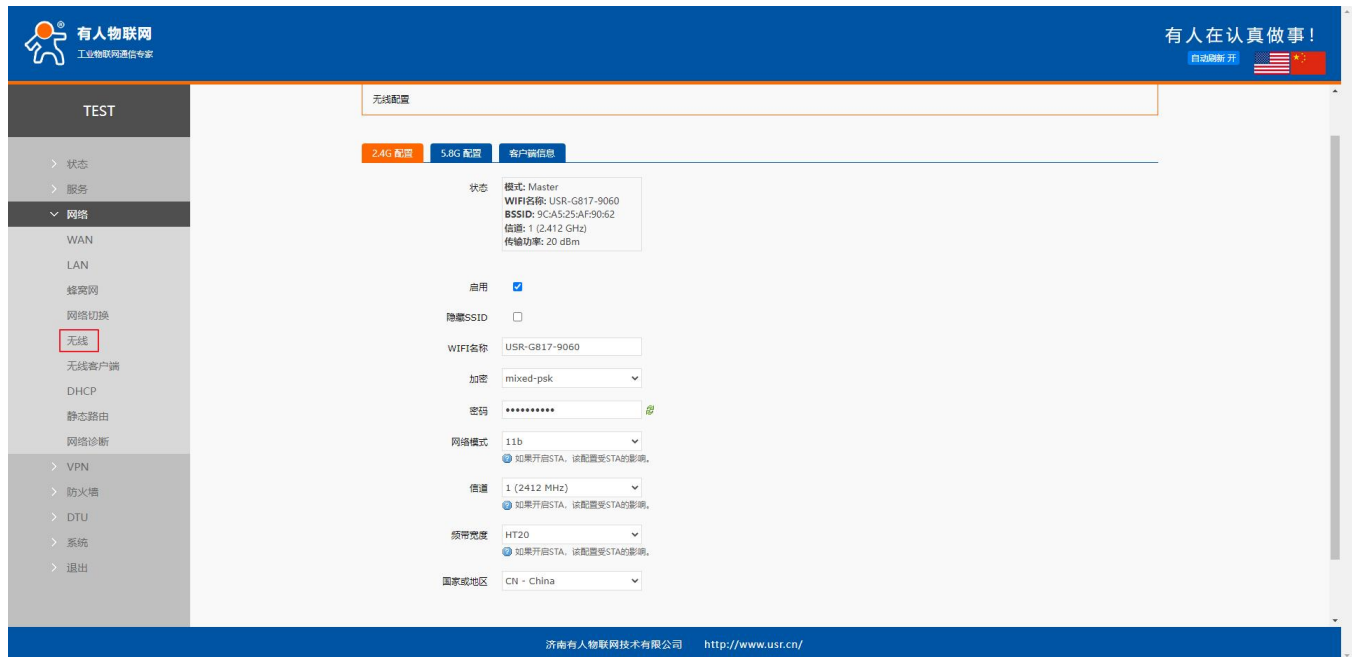 有人物联网
工业物联网通信专家
有人在认真做事！
自动刷新 开
TEST
状态
服务
网络
WAN
LAN
蜂窝网
网络切换
无线
无线客户端
DHCP
静态路由
网络诊断
VPN
防火墙
DTU
系统
退出
无线配置
2.4G 配置 5.8G 配置 客户端信息
状态 模式: Master
WIFI名称: USR-G817-9060
BSSID: 9C:A5:25:AF:90:62
信道: 1 (2.412 GHz)
传输功率: 20 dBm
启用
隐藏SSID
WIFI名称 USR-G817-9060
加密 mixed-psk
密码 ••••••••••
网络模式 11b
如果开启STA，该配置受STA的影响。
信道 1 (2412 MHz)
如果开启STA，该配置受STA的影响。
频带宽度 HT20
如果开启STA，该配置受STA的影响。
国家或地区 CN - China
济南有人物联网技术有限公司 http://www.usr.cn/